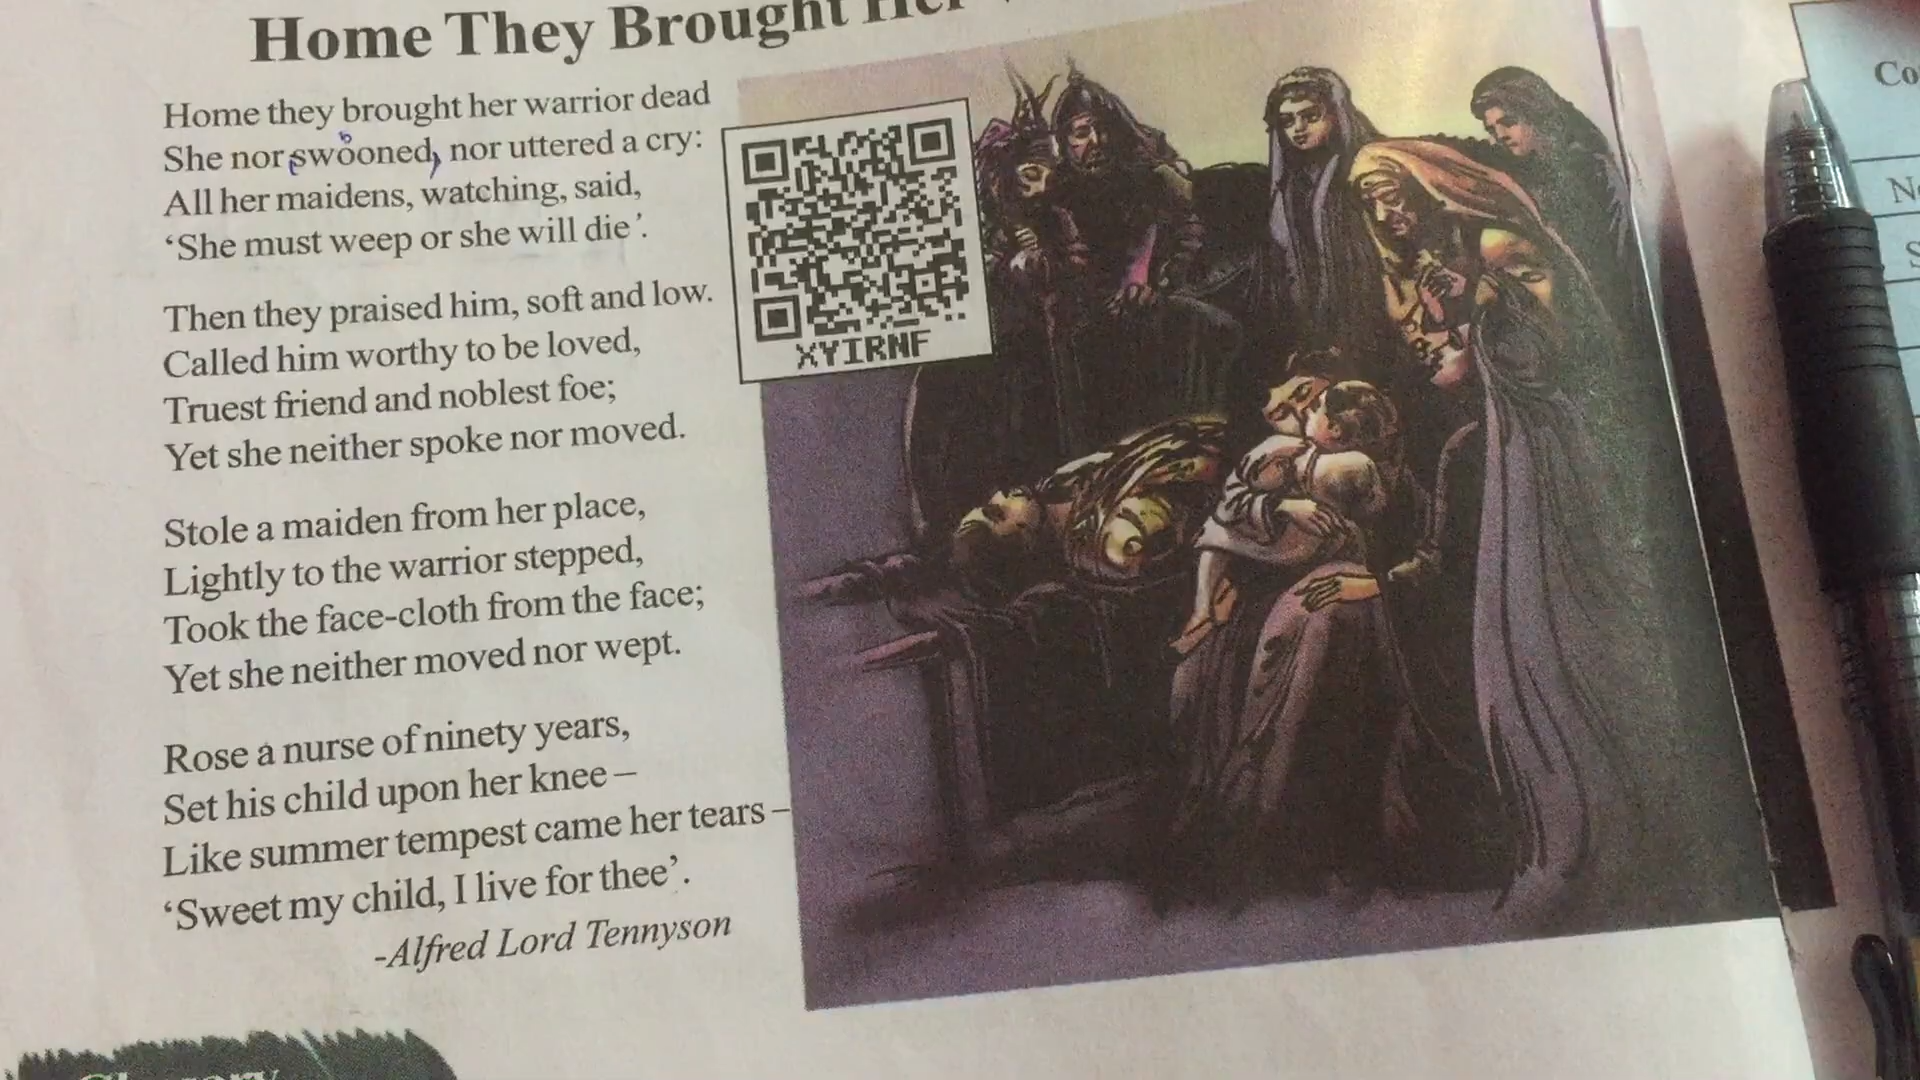 Home They Brought Her
Home they brought her warrior dead
She nor swooned, nor uttered a cry:
All her maidens, watching, said,
‘She must weep or she will die’.
Then they praised him, soft and low.
Called him worthy to be loved,
Truest friend and noblest foe;
Yet she neither spoke nor moved.
Stole a maiden from her place,
Lightly to the warrior stepped,
Took the face-cloth from the face;
Yet she neither moved nor wept.
Rose a nurse of ninety years,
Set his child upon her knee –
Like summer tempest came her tears –
‘Sweet my child, I live for thee’.
-Alfred Lord Tennyson
XYIRNF
Co